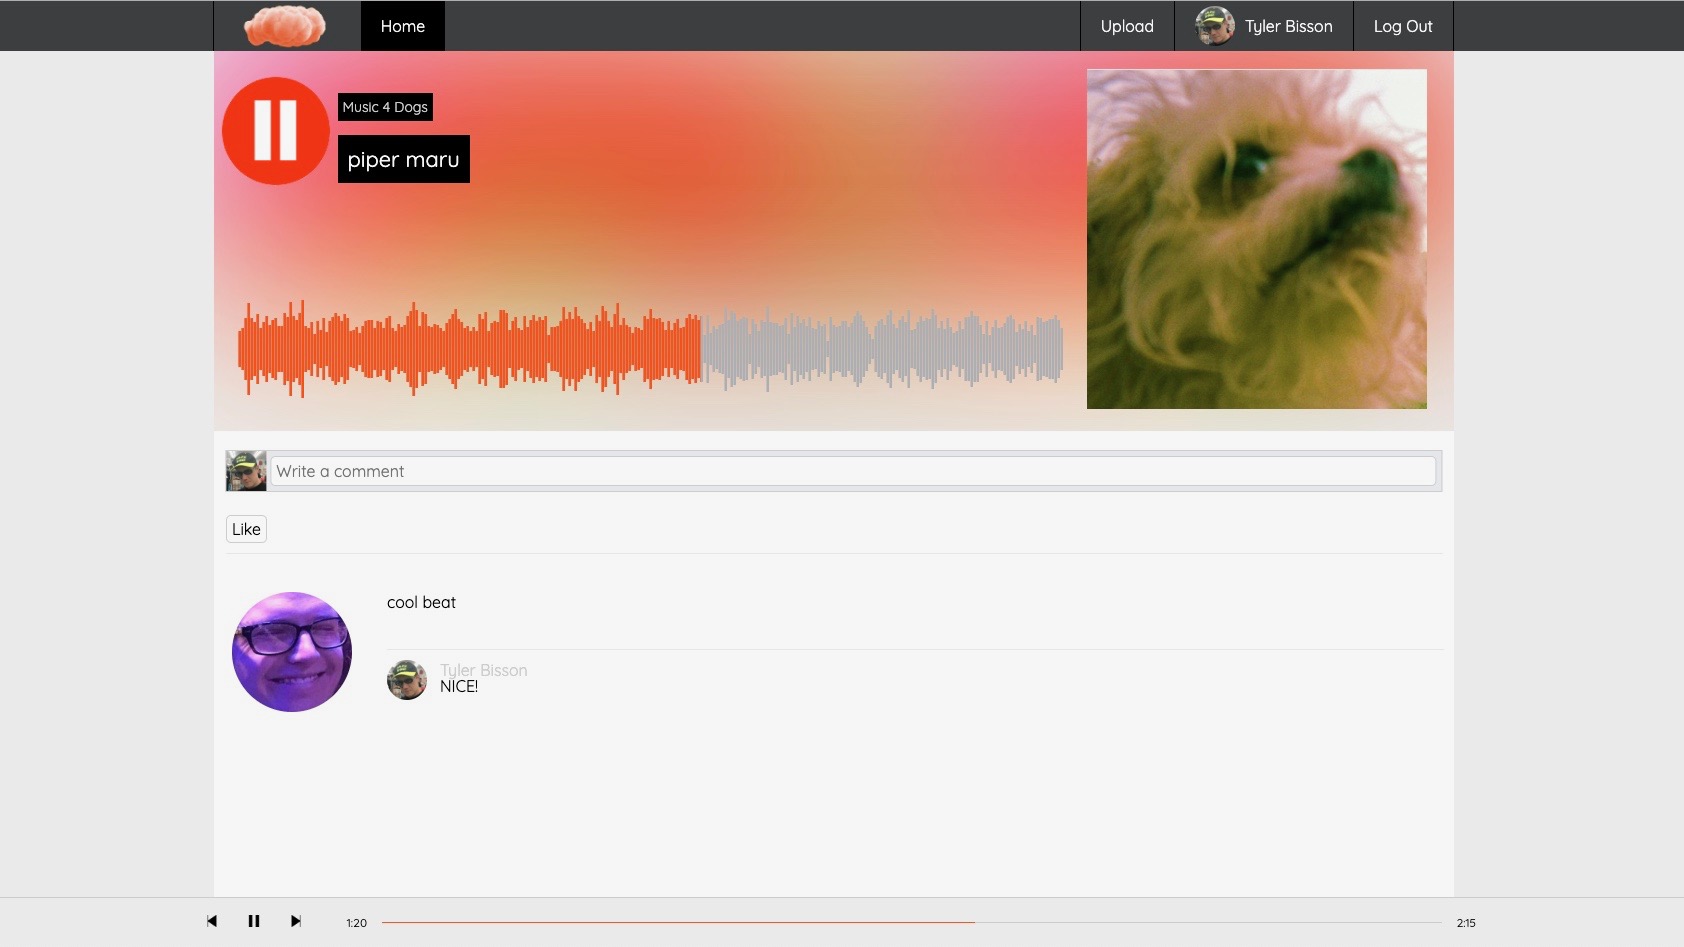 Home
Upload
Tyler Bisson
Log Out
Music 4 Dogs
piper maru
Write a comment
Like
cool beat
Tyler Bisson
NICE!
1:20
2:15